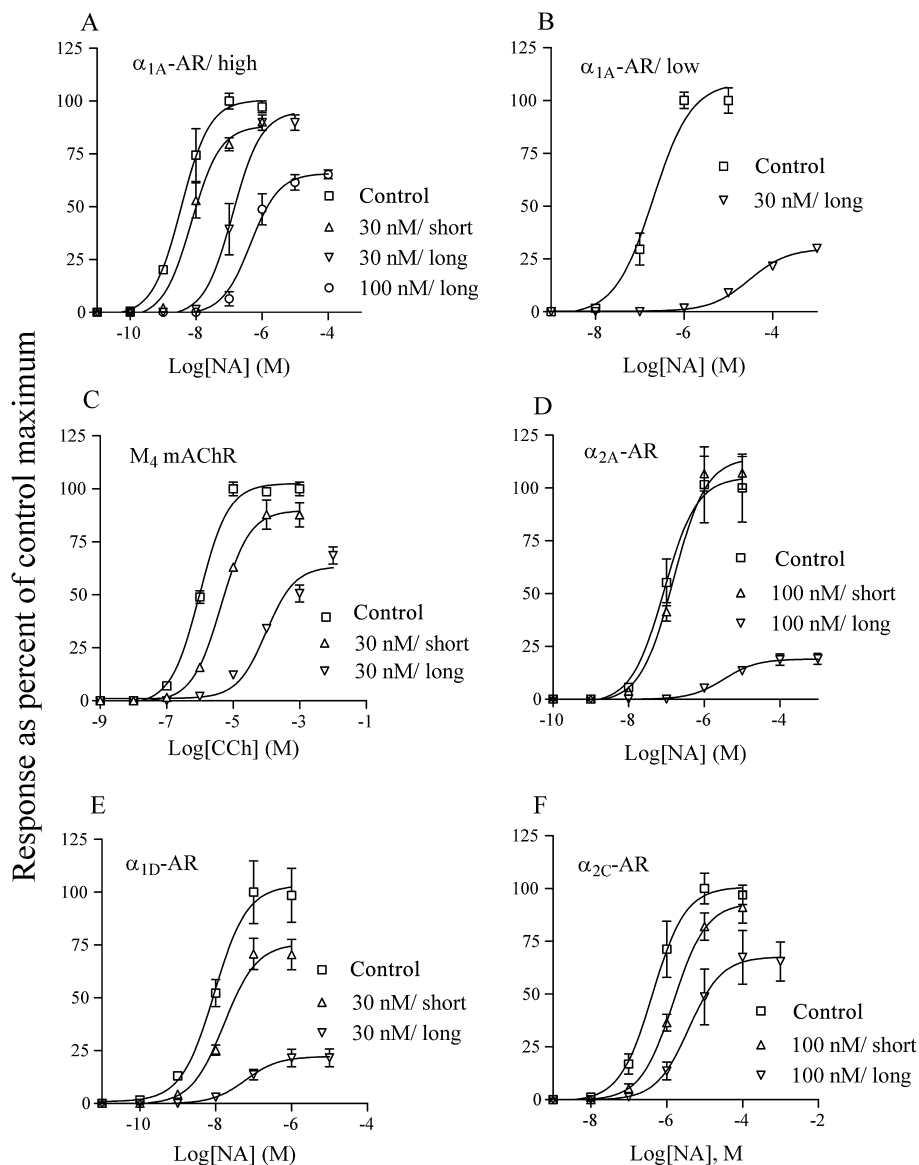 Response as percent of control maximum
A
α1A-AR/ high
125
100
75
50
25
0
-10
-8
-6
-4
Log[NA] (M)
Control
30 nM/ short
30 nM/ long
100 nM/ long
B
α1A-AR/ low
125
100
75
50
25
0
-8
-6
-4
Log[NA] (M)
Control
30 nM/ long
C
M4 mAChR
125
100
75
50
25
0
-9
-7
-5
-3
-1
Log[CCh] (M)
Control
30 nM/ short
30 nM/ long
D
α2A-AR
125
100
75
50
25
0
-10
-8
-6
-4
Log[NA] (M)
Control
100 nM/ short
100 nM/ long
E
α1D-AR
125
100
75
50
25
0
-10
-8
-6
-4
Log[NA] (M)
Control
30 nM/ short
30 nM/ long
F
α2C-AR
125
100
75
50
25
0
-8
-6
-4
-2
Log[NA], M
Control
100 nM/ short
100 nM/ long